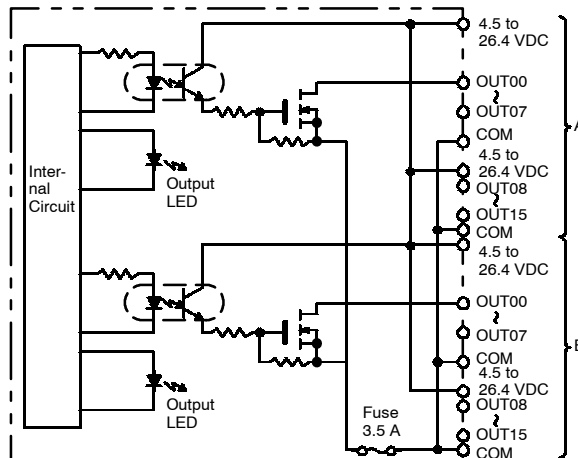 4.5 to
26.4 VDC
OUT00
~
OUT07
COM
4.5 to
26.4 VDC
OUT08
~
OUT15
COM
A
Inter-
nal
Circuit
Output
LED
4.5 to
26.4 VDC
OUT00
~
OUT07
COM
4.5 to
26.4 VDC
OUT08
~
OUT15
COM
B
Output
LED
Fuse
3.5 A